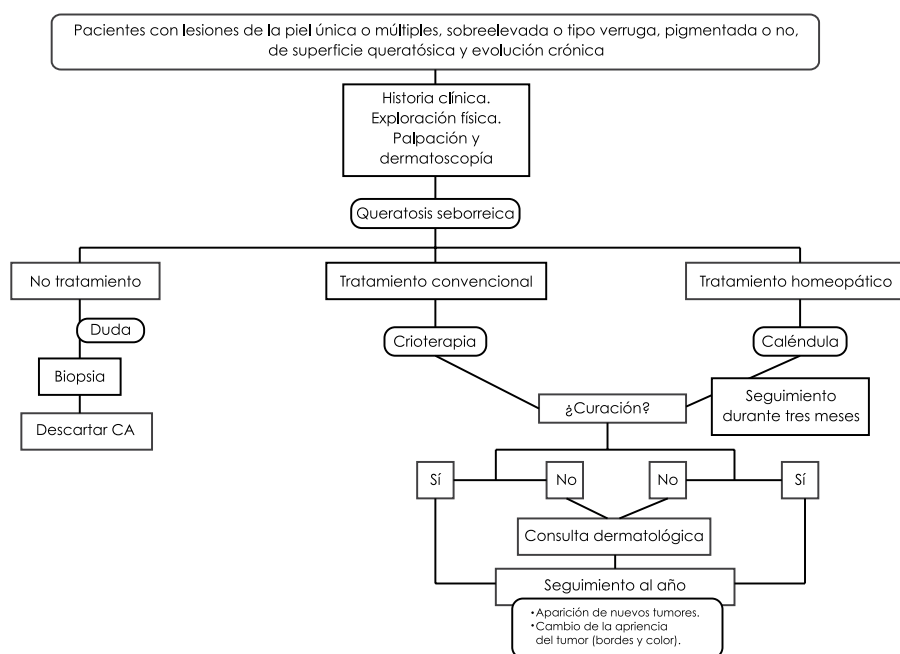 Pacientes con lesiones de la piel única o múltiples, sobreelevada o tipo verruga, pigmentada o no,
de superficie queratósica y evolución crónica
Historia clínica.
Exploración física.
Palpación y
dermatoscopía
Queratosis seborreica
No tratamiento
Tratamiento convencional
Tratamiento homeopático
Duda
Crioterapia
Caléndula
Biopsia
Descartar CA
¿Curación?
Seguimiento
durante tres meses
Sí
No
No
Sí
Consulta dermatológica
Seguimiento al año
•Aparición de nuevos tumores.
•Cambio de la apriencia
del tumor (bordes y color).